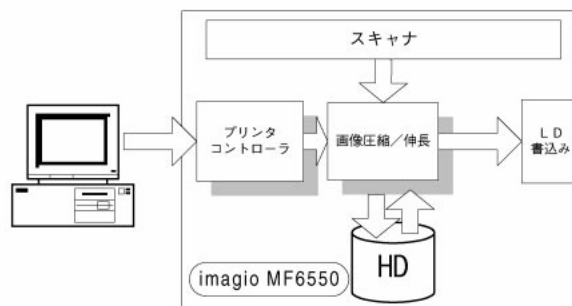 スキャナ
プリンタ
コントローラ
画像圧縮／伸長
ＬＤ
書込み
HD
imagio MF6550